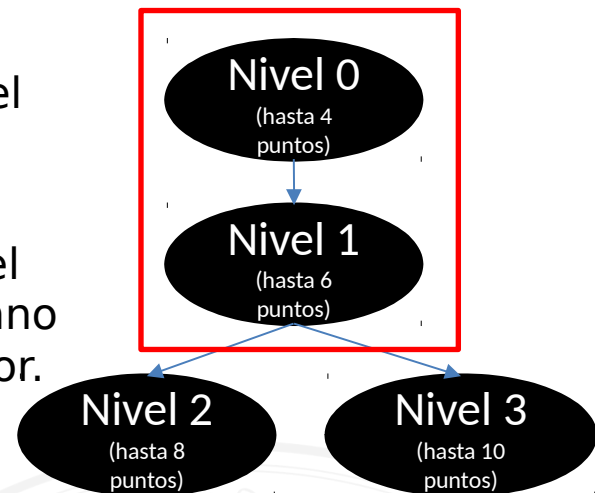 Nivel 0
(hasta 4
puntos)
Nivel 1
(hasta 6
puntos)
Nivel 2
(hasta 8
puntos)
Nivel 3
(hasta 10
puntos)